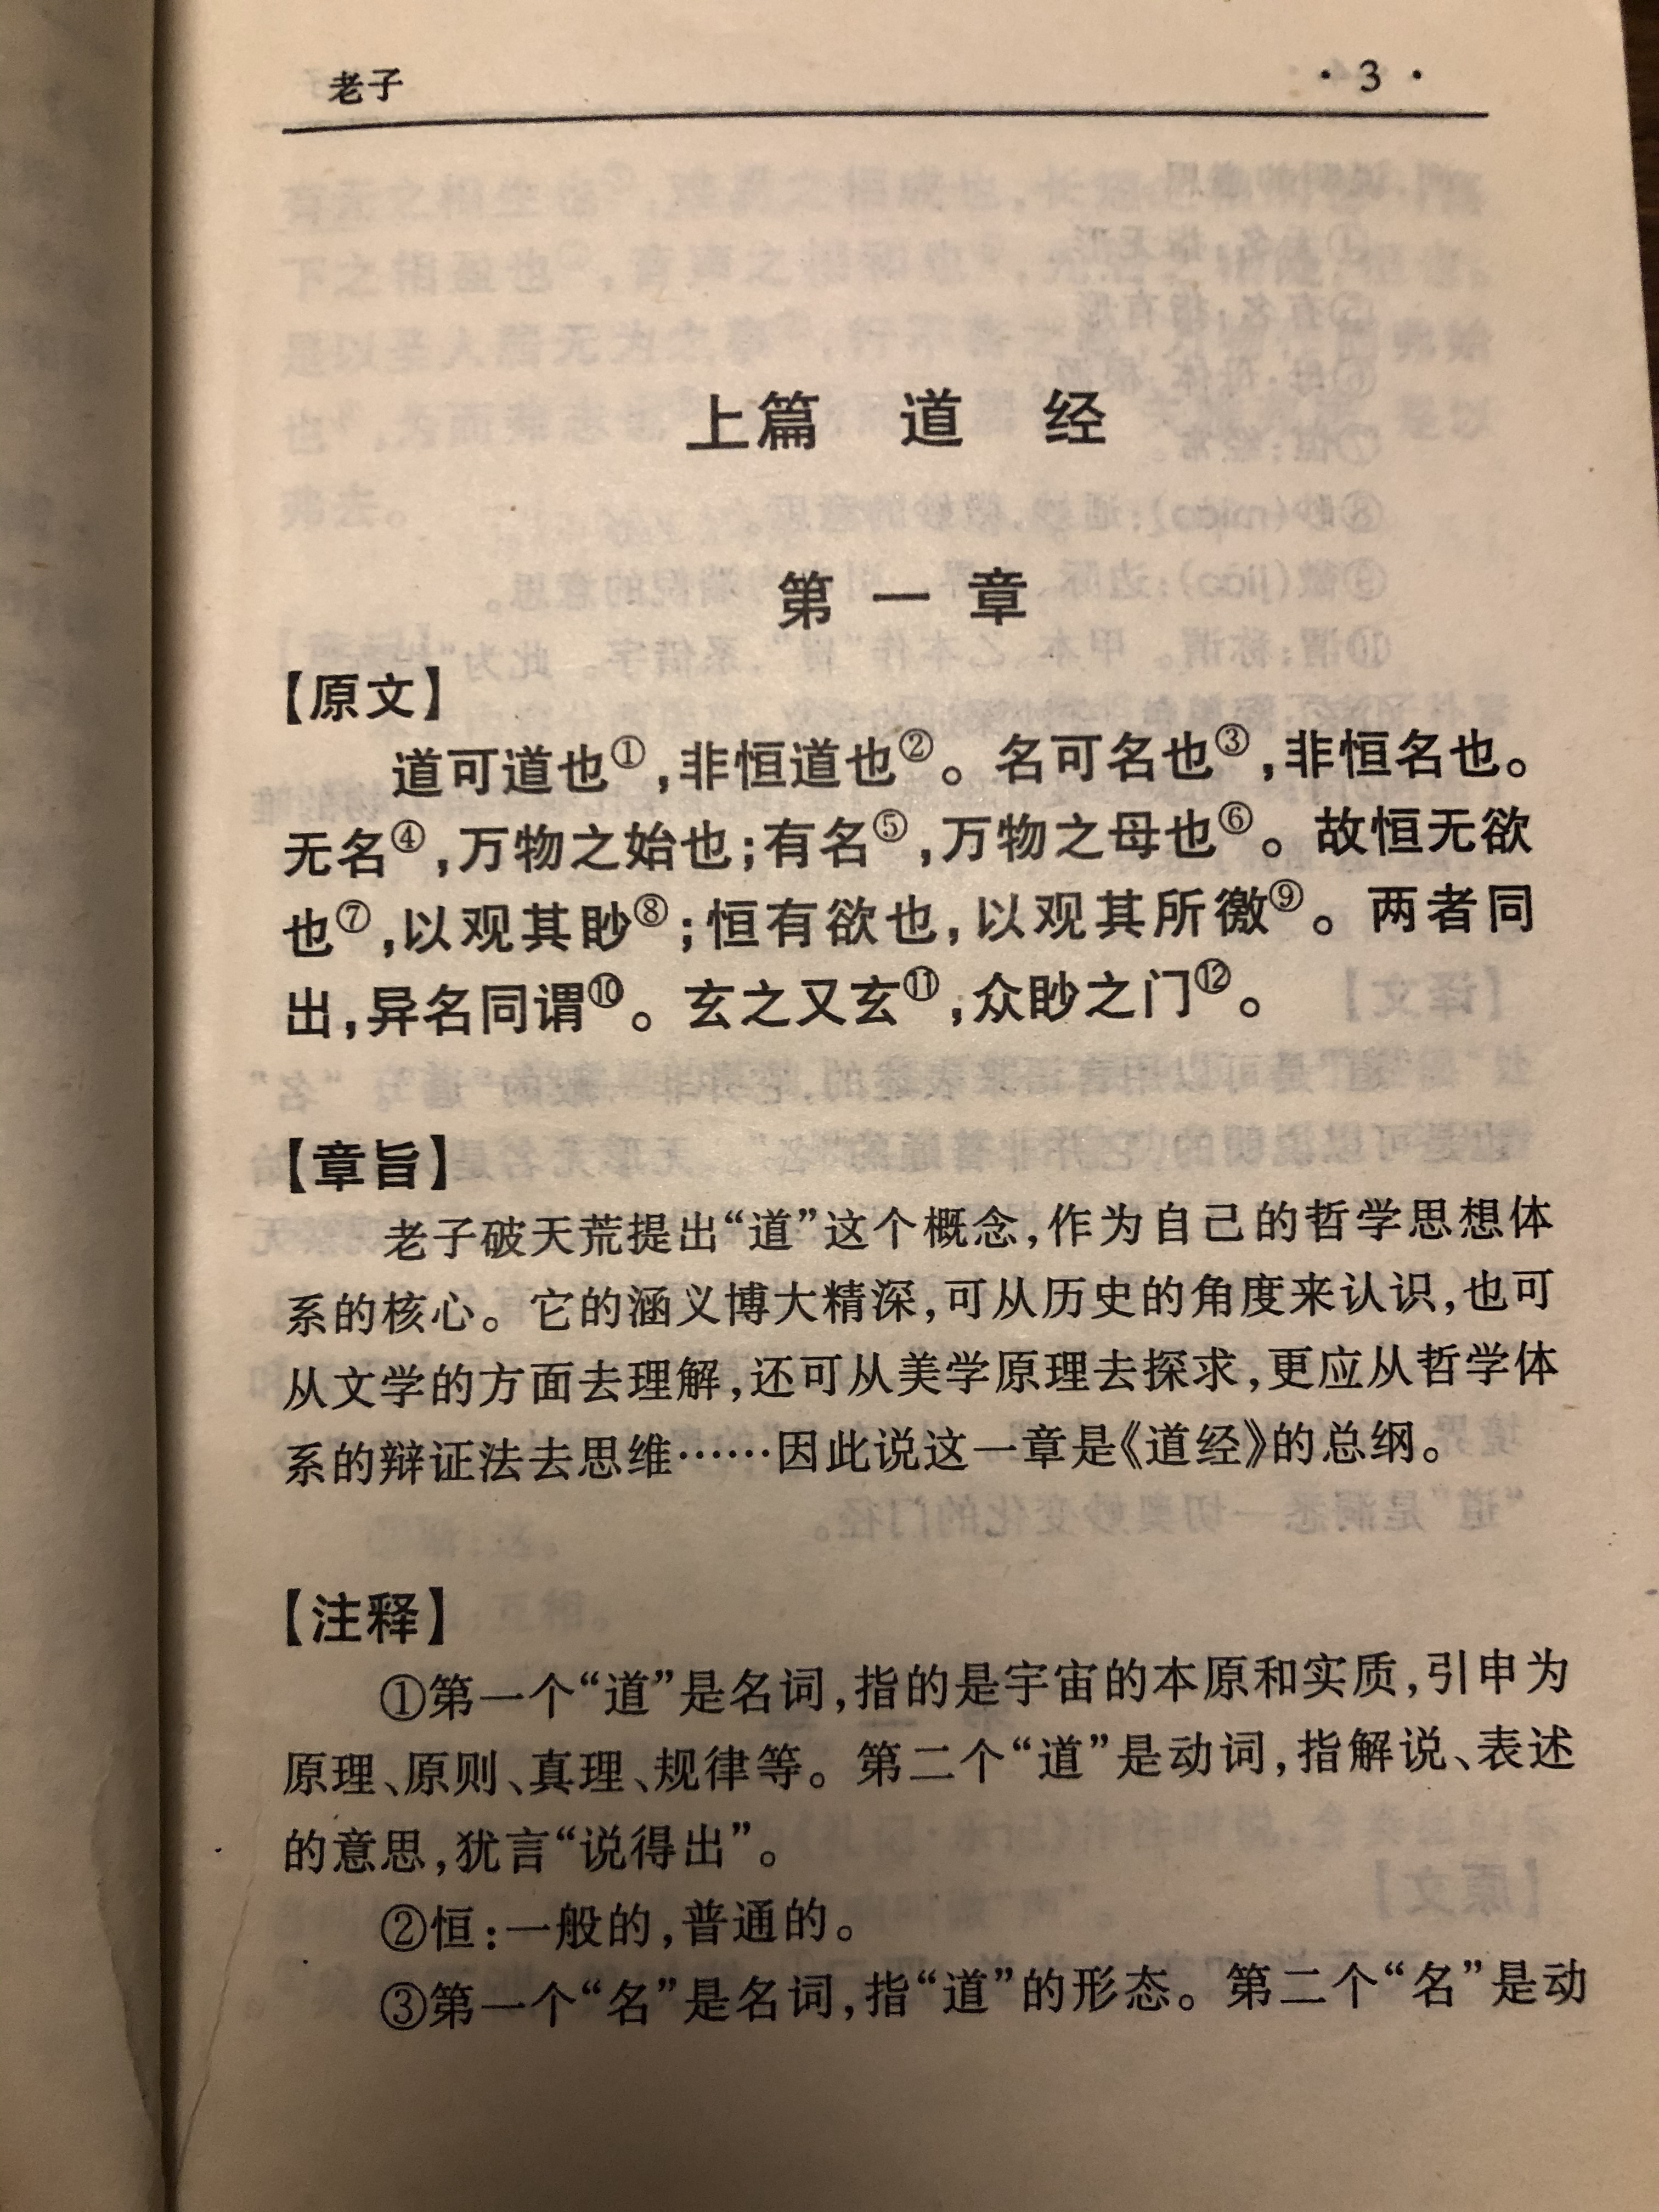 老子 ·3·
上篇 道 经
第 一 章
【原文】
道可道也①,非恒道也②。名可名也③,非恒名也。
无名④,万物之始也;有名⑤,万物之母也⑥。故恒无欲
也⑦,以观其眇⑧;恒有欲也,以观其所徼⑨。两者同
出,异名同谓⑩。玄之又玄⑪,众眇之门⑫。
【章旨】
老子破天荒提出“道”这个概念,作为自己的哲学思想体
系的核心。它的涵义博大精深,可从历史的角度来认识,也可
从文学的方面去理解,还可从美学原理去探求,更应从哲学体
系的辩证法去思维……因此说这一章是《道经》的总纲。
【注释】
①第一个“道”是名词,指的是宇宙的本原和实质,引申为
原理、原则、真理、规律等。第二个“道”是动词,指解说、表述
的意思,犹言“说得出”。
②恒:一般的,普通的。
③第一个“名”是名词,指“道”的形态。第二个“名”是动